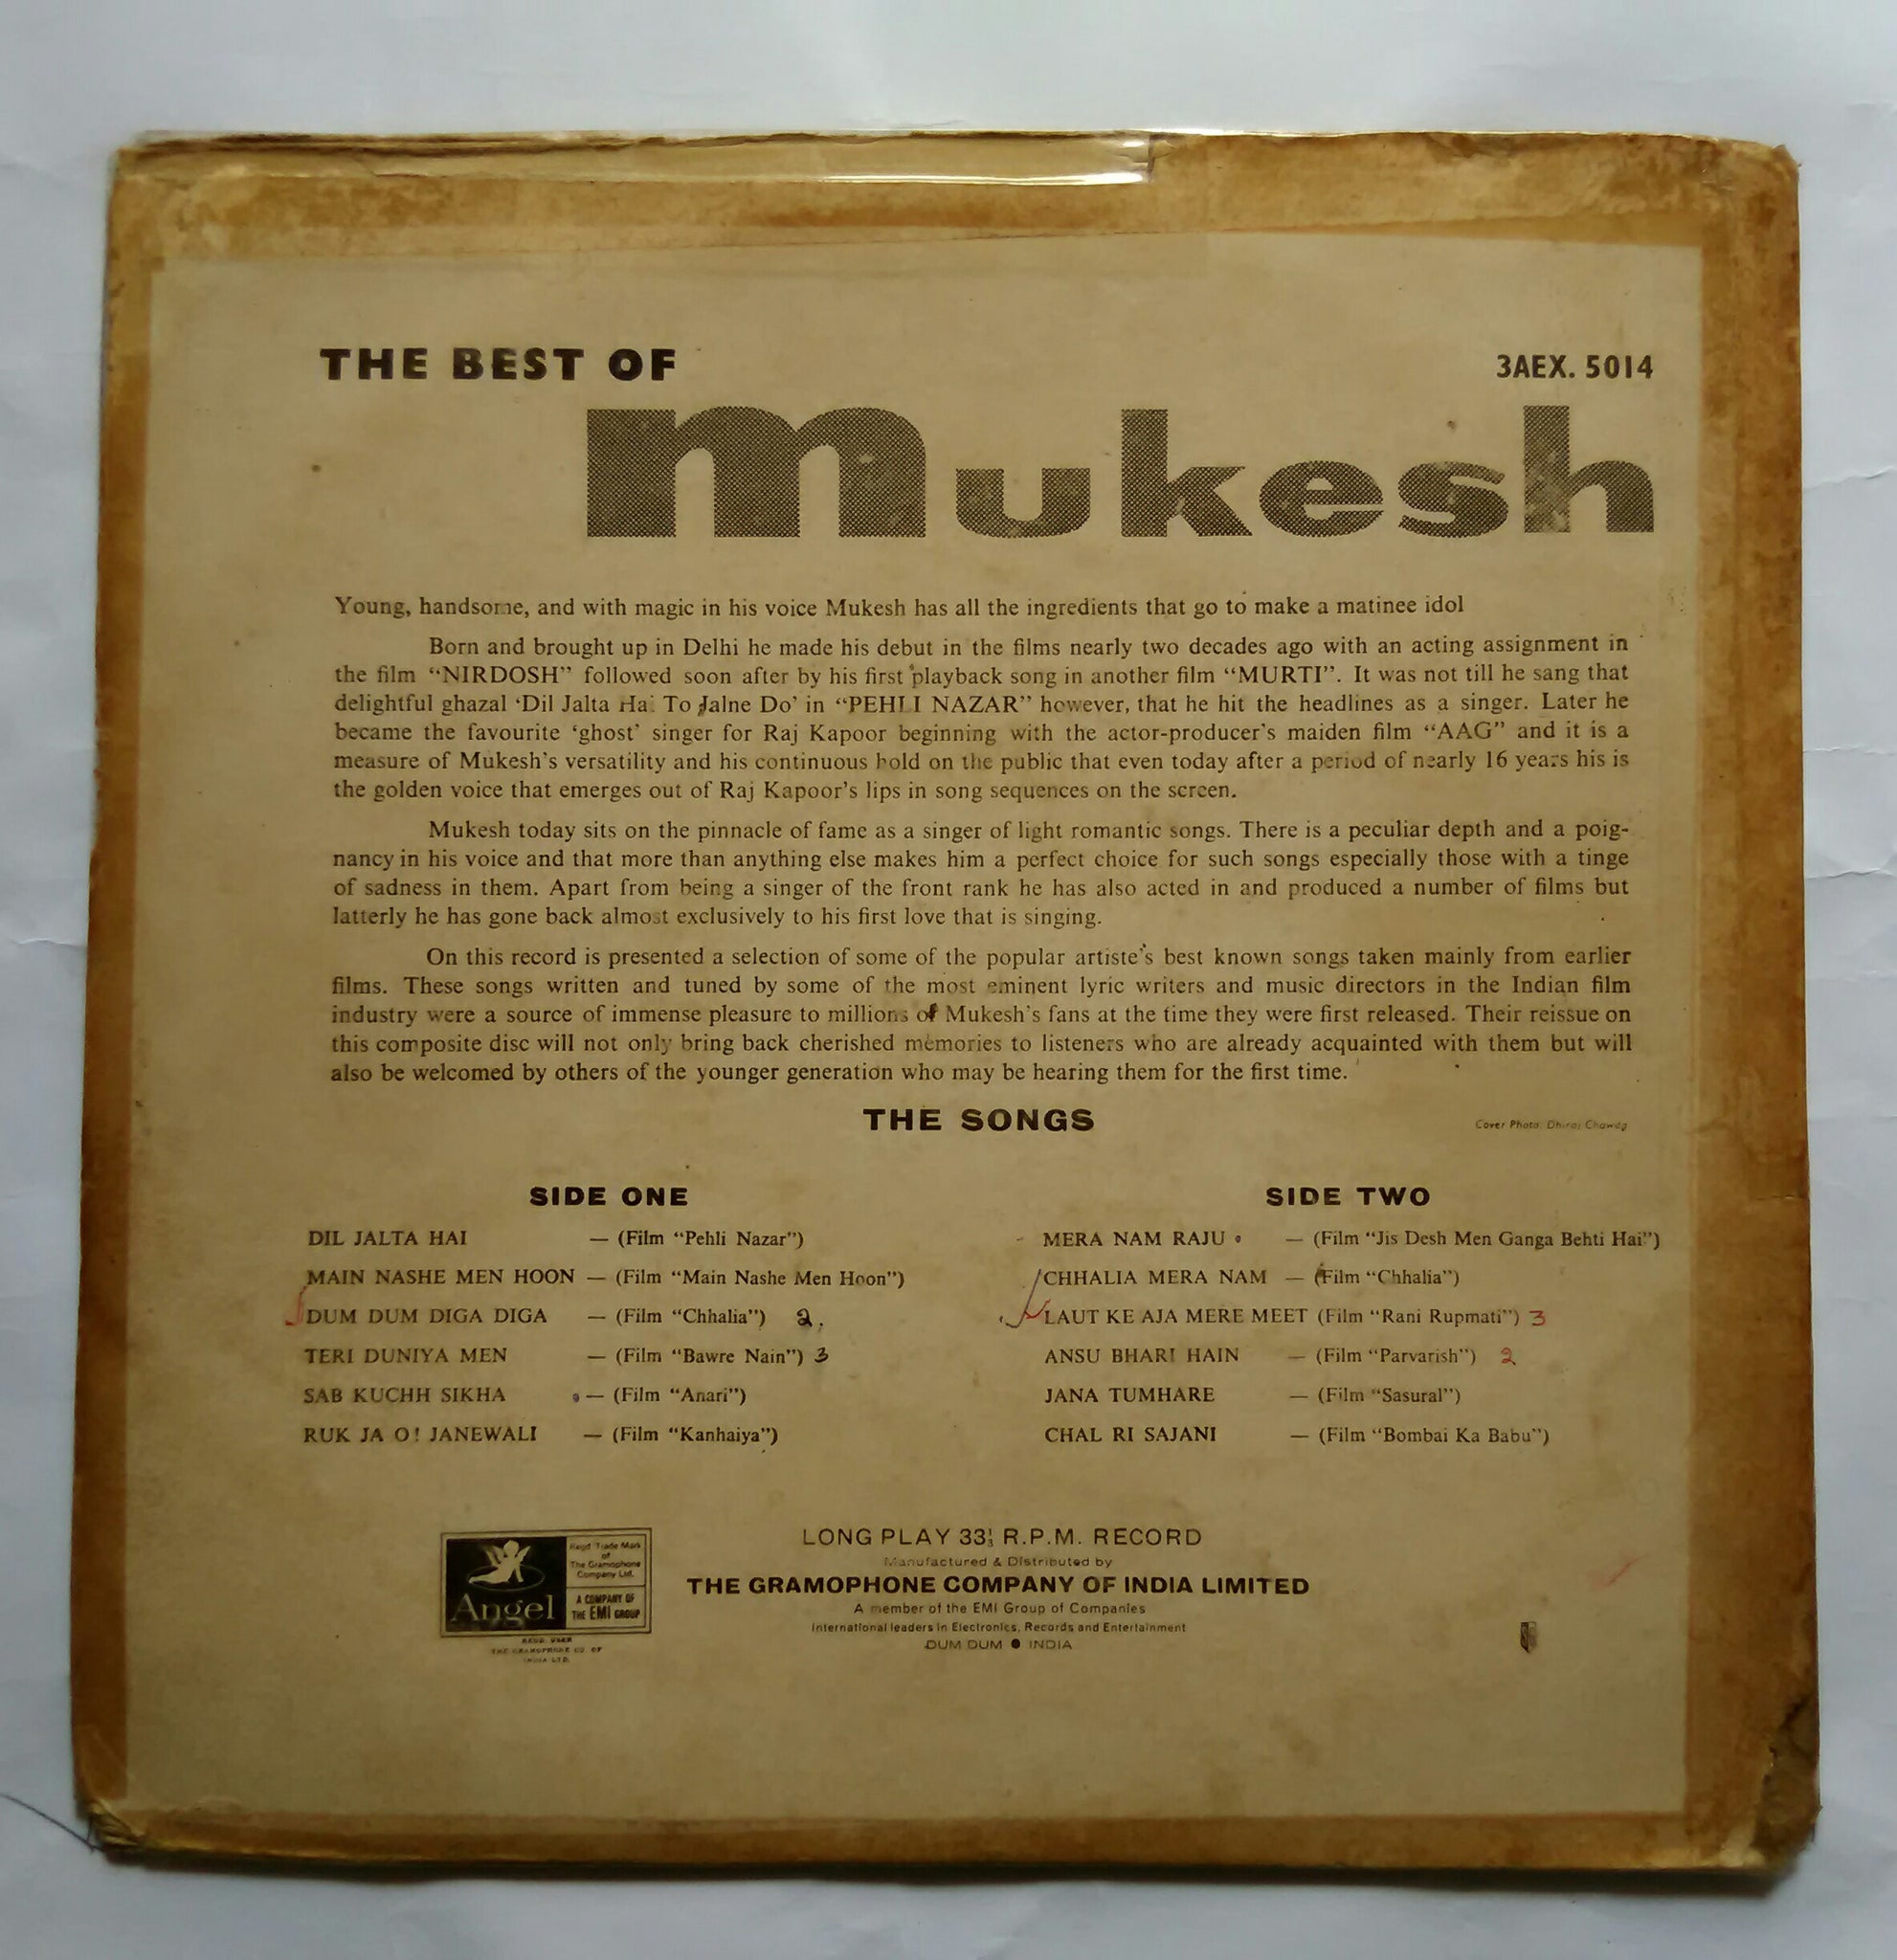 THE BEST OF
3AEX. 5014
mukesh
Young, handsome, and with magic in his voice Mukesh has all the ingredients that go to make a matinee idol
Born and brought up in Delhi he made his debut in the films nearly two decades ago with an acting assignment in
the film “NIRDOSH” followed soon after by his first playback song in another film “MURTI”. It was not till he sang that
delightful ghazal ‘Dil Jalta Hai To Jalne Do’ in “PEHLI NAZAR” however, that he hit the headlines as a singer. Later he
became the favourite ‘ghost’ singer for Raj Kapoor beginning with the actor-producer’s maiden film “AAG” and it is a
measure of Mukesh’s versatility and his continuous hold on the public that even today after a period of nearly 16 years his is
the golden voice that emerges out of Raj Kapoor’s lips in song sequences on the screen.
Mukesh today sits on the pinnacle of fame as a singer of light romantic songs. There is a peculiar depth and a poig-
nancy in his voice and that more than anything else makes him a perfect choice for such songs especially those with a tinge
of sadness in them. Apart from being a singer of the front rank he has also acted in and produced a number of films but
latterly he has gone back almost exclusively to his first love that is singing.
On this record is presented a selection of some of the popular artiste’s best known songs taken mainly from earlier
films. These songs written and tuned by some of the most eminent lyric writers and music directors in the Indian film
industry were a source of immense pleasure to millions of Mukesh’s fans at the time they were first released. Their reissue on
this composite disc will not only bring back cherished memories to listeners who are already acquainted with them but will
also be welcomed by others of the younger generation who may be hearing them for the first time.
THE SONGS
Cover Photo: Dhiraj Chawda
SIDE ONE
DIL JALTA HAI — (Film “Pehli Nazar”)
MAIN NASHE MEN HOON — (Film “Main Nashe Men Hoon”)
DUM DUM DIGA DIGA — (Film “Chhalia”) 2.
TERI DUNIYA MEN — (Film “Bawre Nain”) 3
SAB KUCHH SIKHA — (Film “Anari”)
RUK JA O! JANEWALI — (Film “Kanhaiya”)
SIDE TWO
MERA NAM RAJU — (Film “Jis Desh Men Ganga Behti Hai”)
CHHALIA MERA NAM — (Film “Chhalia”)
LAUT KE AJA MERE MEET (Film “Rani Rupmati”) 3
ANSU BHARI HAIN — (Film “Parvarish”) 2
JANA TUMHARE — (Film “Sasural”)
CHAL RI SAJANI — (Film “Bombai Ka Babu”)
Angel
Regd Trade Mark
of
The Gramophone
Company Ltd.
A COMPANY OF
THE EMI GROUP
REGD USER
THE GRAMOPHONE CO OF
INDIA LTD.
LONG PLAY 33⅓ R.P.M. RECORD
Manufactured & Distributed by
THE GRAMOPHONE COMPANY OF INDIA LIMITED
A member of the EMI Group of Companies
International leaders in Electronics, Records and Entertainment
DUM DUM ● INDIA